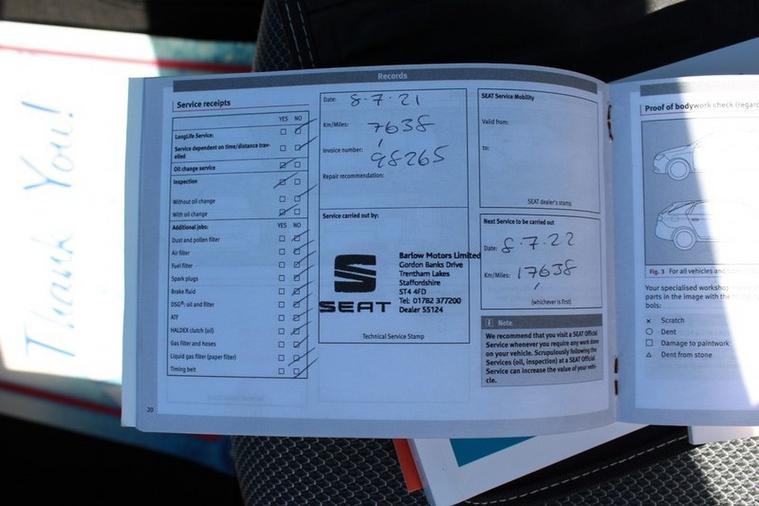 Thank You!
Records
Service receipts
YES NO
LongLife Service:
Service dependent on time/distance trav-
elled
Oil change service
Inspection
Without oil change
With oil change
Additional jobs: YES NO
Dust and pollen filter
Air filter
Fuel filter
Spark plugs
Brake fluid
DSG®: oil and filter
ATF
HALDEX clutch (oil)
Gas filter and hoses
Liquid gas filter (paper filter)
Timing belt
20
Date: 8.7.21
Km/Miles: 7638
Invoice number: 98265
Repair recommendation:
Service carried out by:
SEAT
Barlow Motors Limited
Gordon Banks Drive
Trentham Lakes
Staffordshire
ST4 4FD
Tel: 01782 377200
Dealer S5124
Technical Service Stamp
SEAT Service Mobility
Valid from:
to:
SEAT dealer's stamp
Next Service to be carried out
Date: 8.7.22
Km/Miles: 17638
(whichever is first)
i Note
We recommend that you visit a SEAT Official
Service whenever you require any work done
on your vehicle. Scrupulously following the
Services (oil, inspection) at a SEAT Official
Service can increase the value of your vehi-
cle.
Proof of bodywork check (regard
Fig. 3 For all vehicles and
Your specialised workshop
parts in the image with the
bols:
× Scratch
○ Dent
□ Damage to paintwork
△ Dent from stone